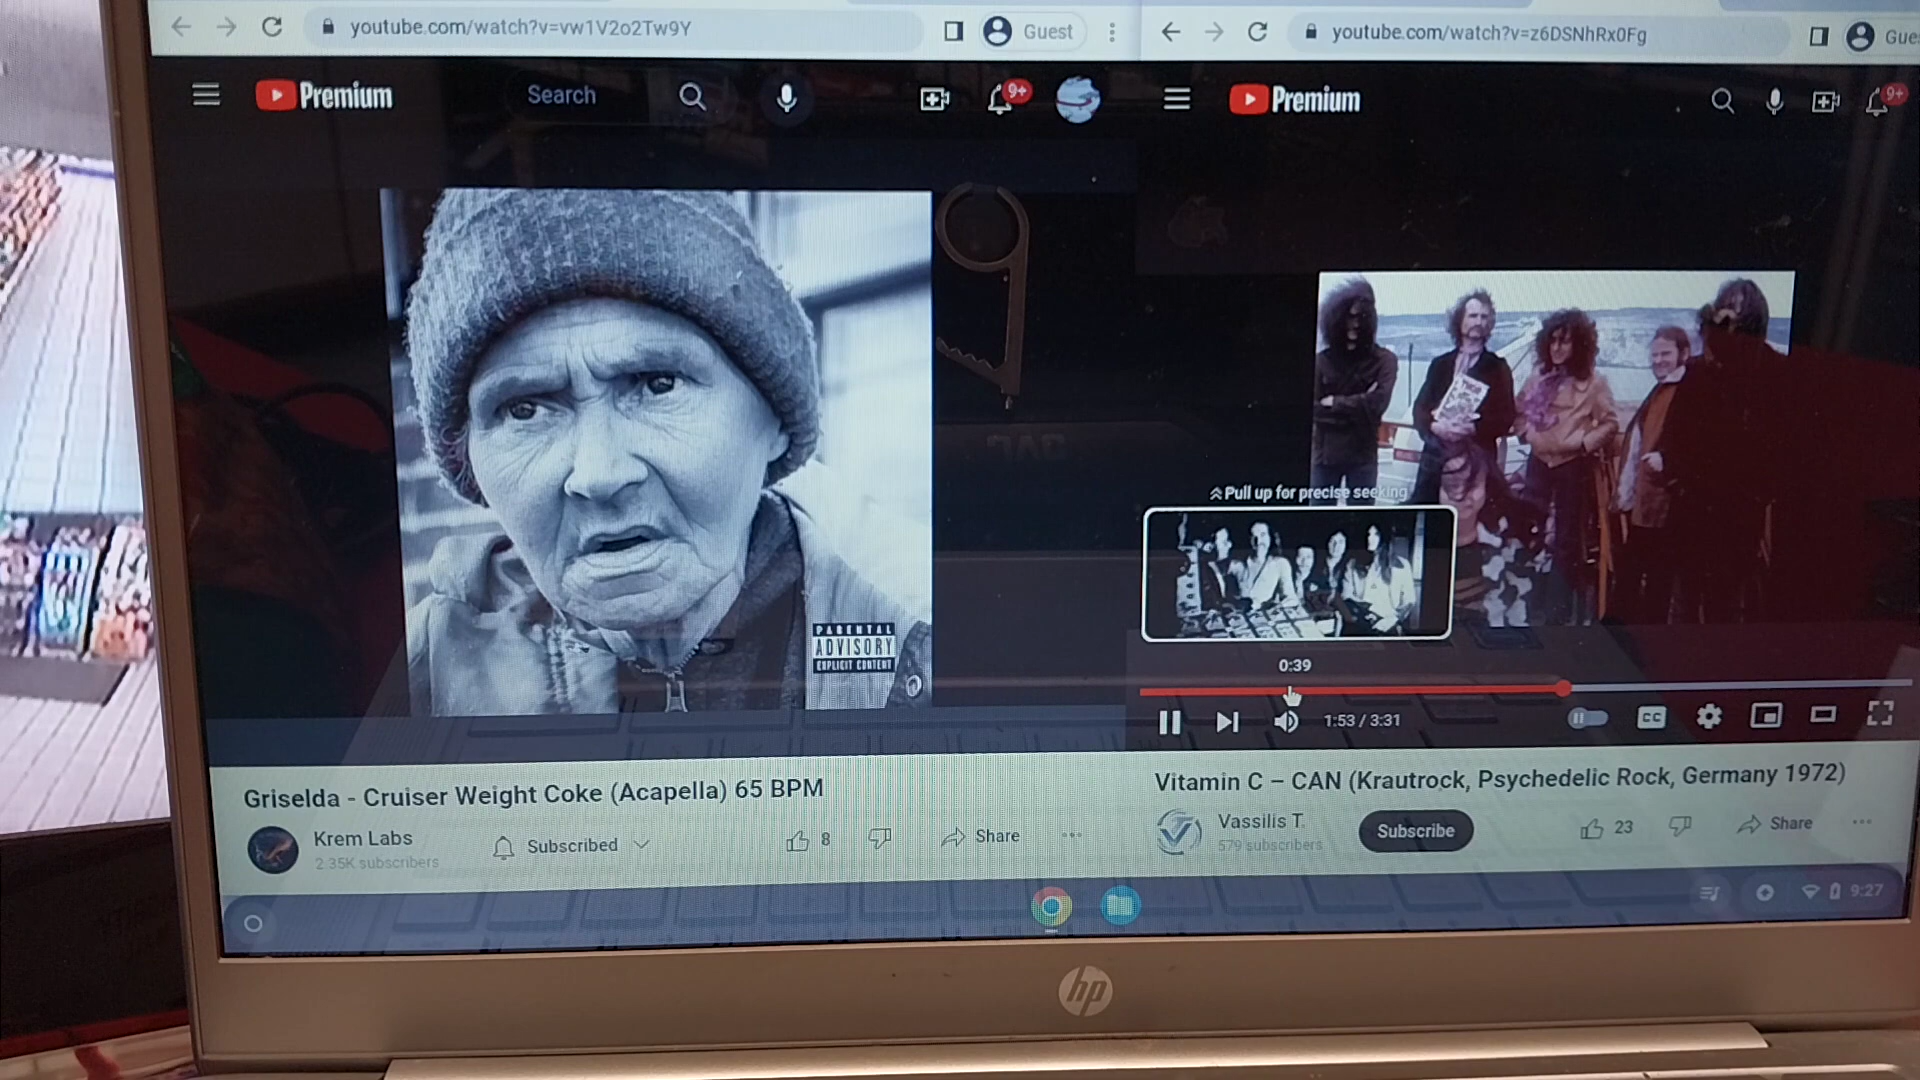 youtube.com/watch?v=vw1V2o2Tw9Y
Guest
youtube.com/watch?v=z6DSNhRx0Fg
Gues
Premium
Search
9+
Premium
9+
PARENTAL
ADVISORY
EXPLICIT CONTENT
Pull up for precise seeking
0:39
1:53 / 3:31
CC
Griselda - Cruiser Weight Coke (Acapella) 65 BPM
Krem Labs
2.35K subscribers
Subscribed
8
Share
Vitamin C – CAN (Krautrock, Psychedelic Rock, Germany 1972)
Vassilis T.
579 subscribers
Subscribe
23
Share
9:27
hp